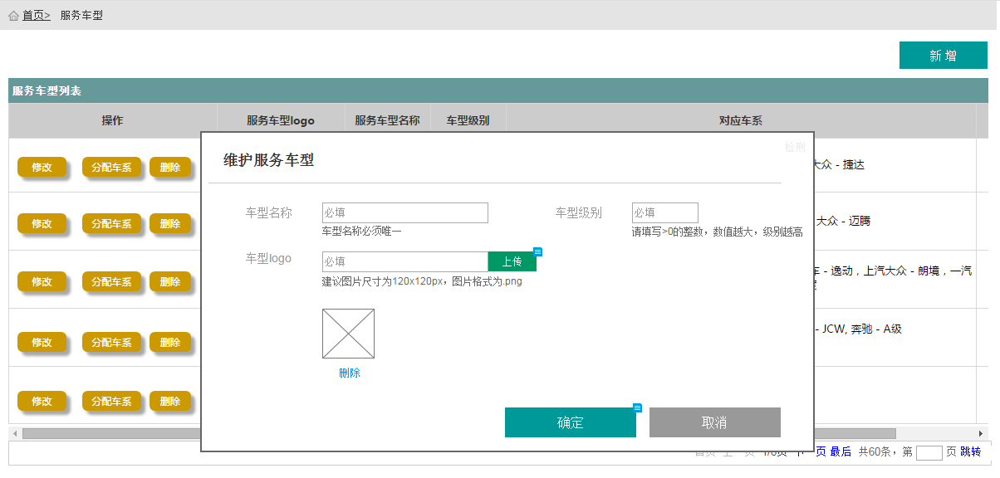 首页> 服务车型
新 增
服务车型列表
操作 服务车型logo 服务车型名称 车型级别 对应车系
维护服务车型 检测
修改 分配车系 删除 大众 - 捷达
车型名称 必填 车型级别 必填
车型名称必须唯一 请填写>0的整数，数值越大，级别越高
修改 分配车系 删除 大众 - 迈腾
车型logo 必填 上传
建议图片尺寸为120x120px，图片格式为.png
修改 分配车系 删除 车 - 逸动，上汽大众 - 朗境，一汽
修改 分配车系 删除 - JCW, 奔驰 - A级
删除
修改 分配车系 删除
确定 取消
首页 上一页 1/6页 下一页 最后 共60条，第 页 跳转